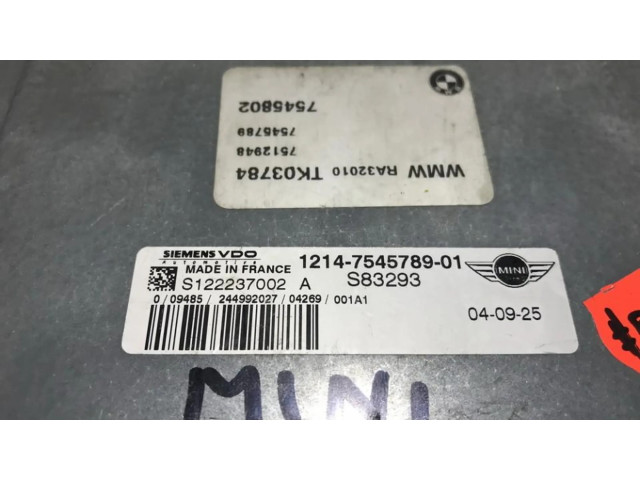 7545802
7545789
7512948
WMW RA32010 TK03784
SIEMENS VDO
Automotive
MADE IN FRANCE
1214-7545789-01
S122237002 A
S83293
MINI
0 / 09485 / 244992027 / 04269 / 001A1
04-09-25
MINI